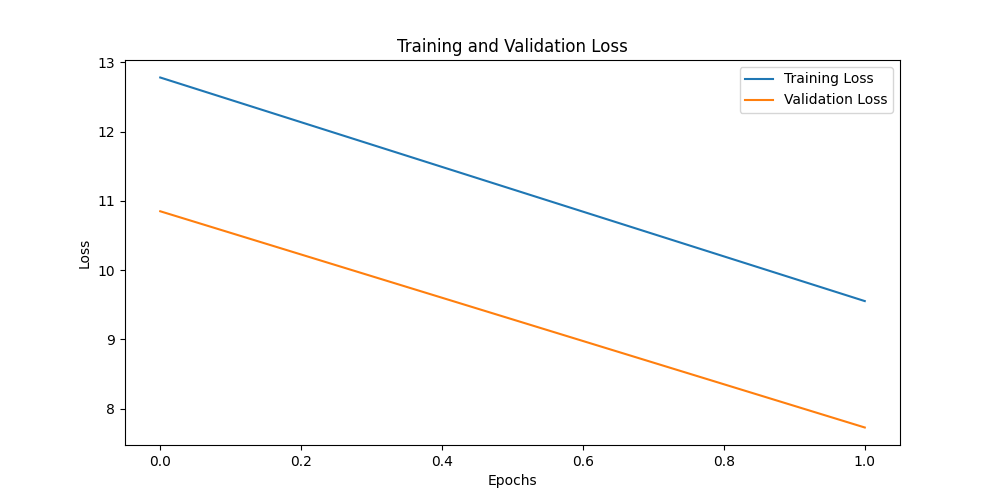 Training and Validation Loss
13
12
11
10
9
8
Loss
Training Loss
Validation Loss
0.0 0.2 0.4 0.6 0.8 1.0
Epochs